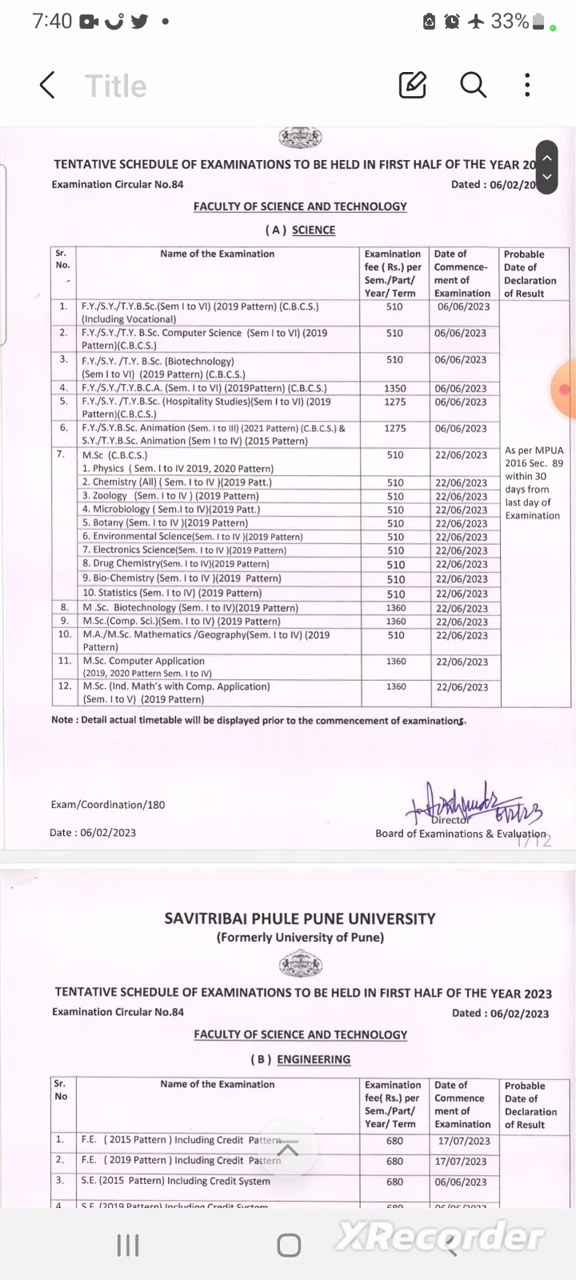 7:40
33%
Title
TENTATIVE SCHEDULE OF EXAMINATIONS TO BE HELD IN FIRST HALF OF THE YEAR 20
Examination Circular No.84 Dated : 06/02/20
FACULTY OF SCIENCE AND TECHNOLOGY
( A ) SCIENCE
Sr. No. Name of the Examination Examination fee ( Rs.) per Sem./Part/ Year/ Term Date of Commence-ment of Examination Probable Date of Declaration of Result
1. F.Y./S.Y./T.Y.B.Sc.(Sem I to VI) (2019 Pattern) (C.B.C.S.) 510 06/06/2023
(Including Vocational)
2. F.Y./S.Y./T.Y. B.Sc. Computer Science (Sem I to VI) (2019 510 06/06/2023
Pattern)(C.B.C.S.)
3. F.Y./S.Y. /T.Y. B.Sc. (Biotechnology) 510 06/06/2023
(Sem I to VI) (2019 Pattern) (C.B.C.S.)
4. F.Y./S.Y./T.Y.B.C.A. (Sem. I to VI) (2019Pattern) (C.B.C.S.) 1350 06/06/2023
5. F.Y./S.Y. /T.Y.B.Sc. (Hospitality Studies)(Sem I to VI) (2019 1275 06/06/2023
Pattern)(C.B.C.S.)
6. F.Y./S.Y.B.Sc. Animation (Sem. I to III) (2021 Pattern) (C.B.C.S.) & 1275 06/06/2023
S.Y./T.Y.B.Sc. Animation (Sem I to IV) (2015 Pattern)
7. M.Sc (C.B.C.S.) 510 22/06/2023
1. Physics ( Sem. I to IV 2019, 2020 Pattern)
2. Chemistry (All) ( Sem. I to IV )(2019 Patt.) 510 22/06/2023
3. Zoology (Sem. I to IV ) (2019 Pattern) 510 22/06/2023
4. Microbiology ( Sem.I to IV)(2019 Patt.) 510 22/06/2023
5. Botany (Sem. I to IV )(2019 Pattern) 510 22/06/2023
6. Environmental Science(Sem. I to IV )(2019 Pattern) 510 22/06/2023
7. Electronics Science(Sem. I to IV )(2019 Pattern) 510 22/06/2023
8. Drug Chemistry(Sem. I to IV)(2019 Pattern) 510 22/06/2023
9. Bio-Chemistry (Sem. I to IV )(2019 Pattern) 510 22/06/2023
10. Statistics (Sem. I to IV) (2019 Pattern) 510 22/06/2023
As per MPUA
2016 Sec. 89
within 30
days from
last day of
Examination
8. M .Sc. Biotechnology (Sem. I to IV)(2019 Pattern) 1360 22/06/2023
9. M.Sc.(Comp. Sci.)(Sem. I to IV) (2019 Pattern) 1360 22/06/2023
10. M.A./M.Sc. Mathematics /Geography(Sem. I to IV) (2019 510 22/06/2023
Pattern)
11. M.Sc. Computer Application 1360 22/06/2023
(2019, 2020 Pattern Sem. I to IV)
12. M.Sc. (Ind. Math's with Comp. Application) 1360 22/06/2023
(Sem. I to V) (2019 Pattern)
Note : Detail actual timetable will be displayed prior to the commencement of examinations.
Exam/Coordination/180
Director
Date : 06/02/2023 Board of Examinations & Evaluation
1/12
SAVITRIBAI PHULE PUNE UNIVERSITY
(Formerly University of Pune)
TENTATIVE SCHEDULE OF EXAMINATIONS TO BE HELD IN FIRST HALF OF THE YEAR 2023
Examination Circular No.84 Dated : 06/02/2023
FACULTY OF SCIENCE AND TECHNOLOGY
( B ) ENGINEERING
Sr. No Name of the Examination Examination fee( Rs.) per Sem./Part/ Year/ Term Date of Commence ment of Examination Probable Date of Declaration of Result
1. F.E. ( 2015 Pattern ) Including Credit Pattern 680 17/07/2023
2. F.E. ( 2019 Pattern ) Including Credit Pattern 680 17/07/2023
3. S.E. (2015 Pattern) Including Credit System 680 06/06/2023
4. S.E. (2019 Pattern) Including Credit System 680 06/06/2023
XRecorder